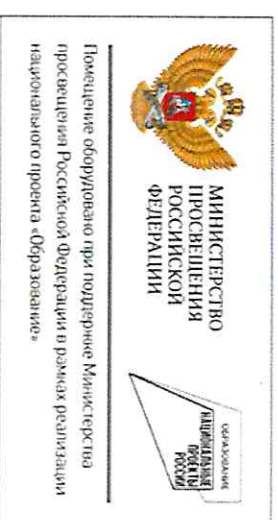 МИНИСТЕРСТВО
ПРОСВЕЩЕНИЯ
РОССИЙСКОЙ
ФЕДЕРАЦИИ
ОБРАЗОВАНИЕ
НАЦИОНАЛЬНЫЕ
ПРОЕКТЫ
РОССИИ
Помещение оборудовано при поддержке Министерства
просвещения Российской Федерации в рамках реализации
национального проекта «Образование»